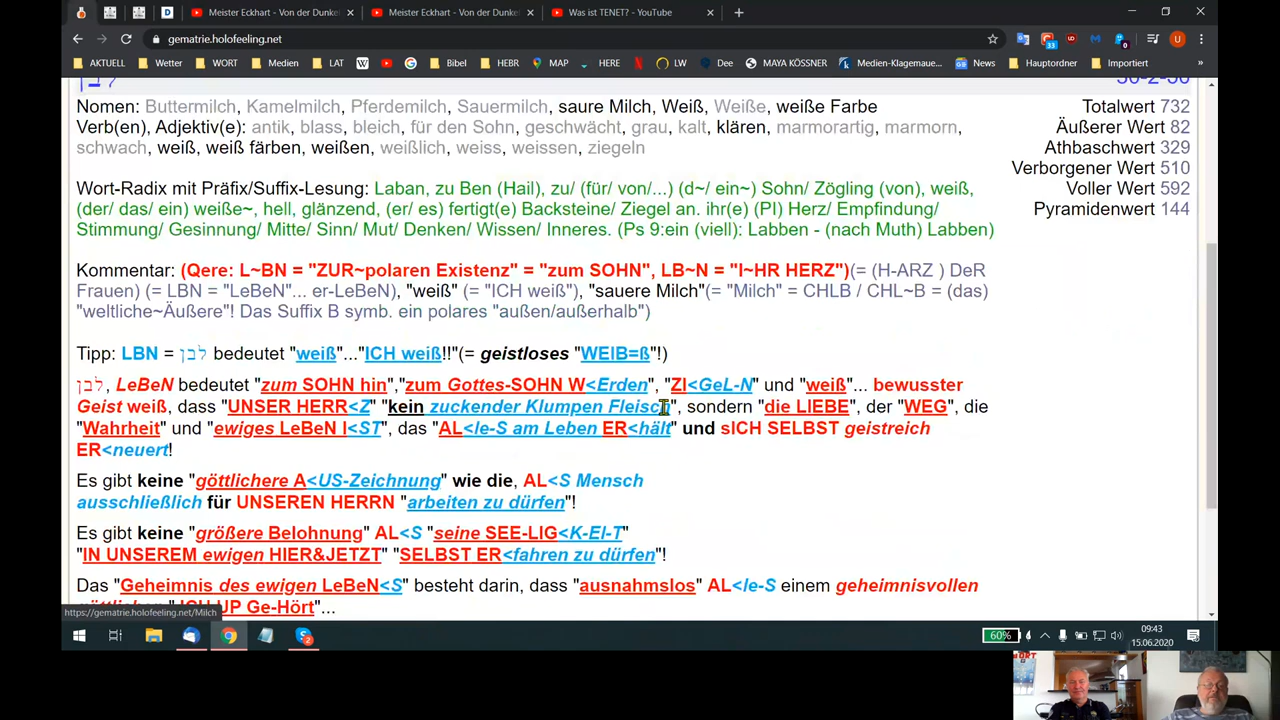 Meister Eckhart - Von der Dunke
Meister Eckhart - Von der Dunke
Was ist TENET? - YouTube
gematrie.holofeeling.net
AKTUELL Wetter WORT Medien LAT Bibel HEBR MAP HERE LW Dee MAYA KÖSSNER Medien-Klagemaue... News Hauptordner Importiert
לבן
Nomen: Buttermilch, Kamelmilch, Pferdemilch, Sauermilch, saure Milch, Weiß, Weiße, weiße Farbe
Verb(en), Adjektiv(e): antik, blass, bleich, für den Sohn, geschwächt, grau, kalt, klären, marmorartig, marmorn,
schwach, weiß, weiß färben, weißen, weißlich, weiss, weissen, ziegeln
Totalwert 732
Äußerer Wert 82
Athbaschwert 329
Verborgener Wert 510
Voller Wert 592
Pyramidenwert 144
Wort-Radix mit Präfix/Suffix-Lesung: Laban, zu Ben (Hail), zu/ (für/ von/...) (d~/ ein~) Sohn/ Zögling (von), weiß,
(der/ das/ ein) weiße~, hell, glänzend, (er/ es) fertigt(e) Backsteine/ Ziegel an. ihr(e) (PI) Herz/ Empfindung/
Stimmung/ Gesinnung/ Mitte/ Sinn/ Mut/ Denken/ Wissen/ Inneres. (Ps 9:ein (viel): Labben - (nach Muth) Labben)
Kommentar: (Qere: L~BN = "ZUR~polaren Existenz" = "zum SOHN", LB~N = "I~HR HERZ")(= (H-ARZ ) DeR
Frauen) (= LBN = "LeBeN"... er-LeBeN), "weiß" (= "ICH weiß"), "sauere Milch"(= "Milch" = CHLB / CHL~B = (das)
"weltliche~Äußere"! Das Suffix B symb. ein polares "außen/außerhalb")
Tipp: LBN = לבן bedeutet "weiß"..."ICH weiß!!"(= geistloses "WEIB=ß"!)
לבן, LeBeN bedeutet "zum SOHN hin","zum Gottes-SOHN W<Erden", "ZI<GeL-N" und "weiß"... bewusster
Geist weiß, dass "UNSER HERR<Z" "kein zuckender Klumpen Fleisch", sondern "die LIEBE", der "WEG", die
"Wahrheit" und "ewiges LeBeN I<ST", das "AL<le-S am Leben ER<hält" und sICH SELBST geistreich
ER<neuert!
Es gibt keine "göttlichere A<US-Zeichnung" wie die, AL<S Mensch
ausschließlich für UNSEREN HERRN "arbeiten zu dürfen"!
Es gibt keine "größere Belohnung" AL<S "seine SEE-LIG<K-EI-T"
"IN UNSEREM ewigen HIER&JETZT" "SELBST ER<fahren zu dürfen"!
Das "Geheimnis des ewigen LeBeN<S" besteht darin, dass "ausnahmslos" AL<le-S einem geheimnisvollen
"ICH UP Ge-Hört"...
https://gematrie.holofeeling.net/Milch
60%
09:43
15.06.2020